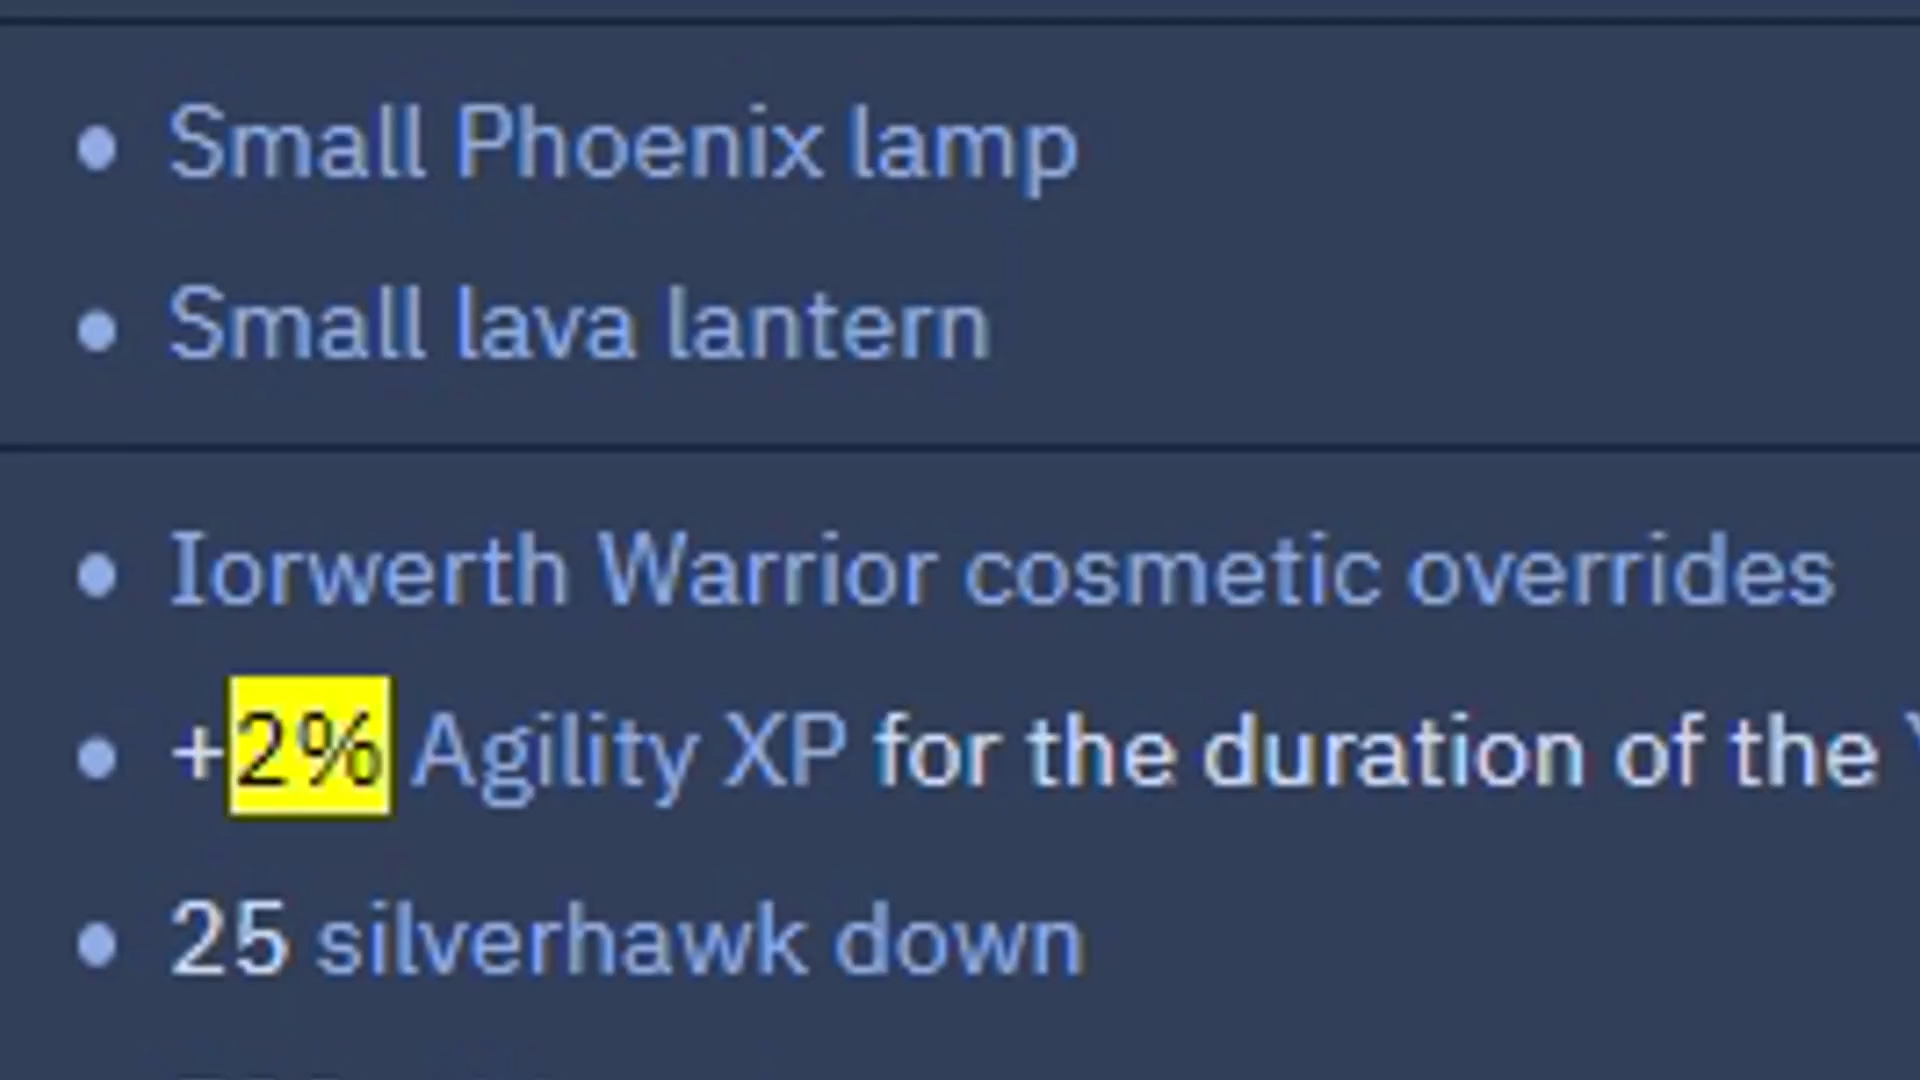 Small Phoenix lamp
Small lava lantern
Iorwerth Warrior cosmetic overrides
+2% Agility XP for the duration of the
25 silverhawk down